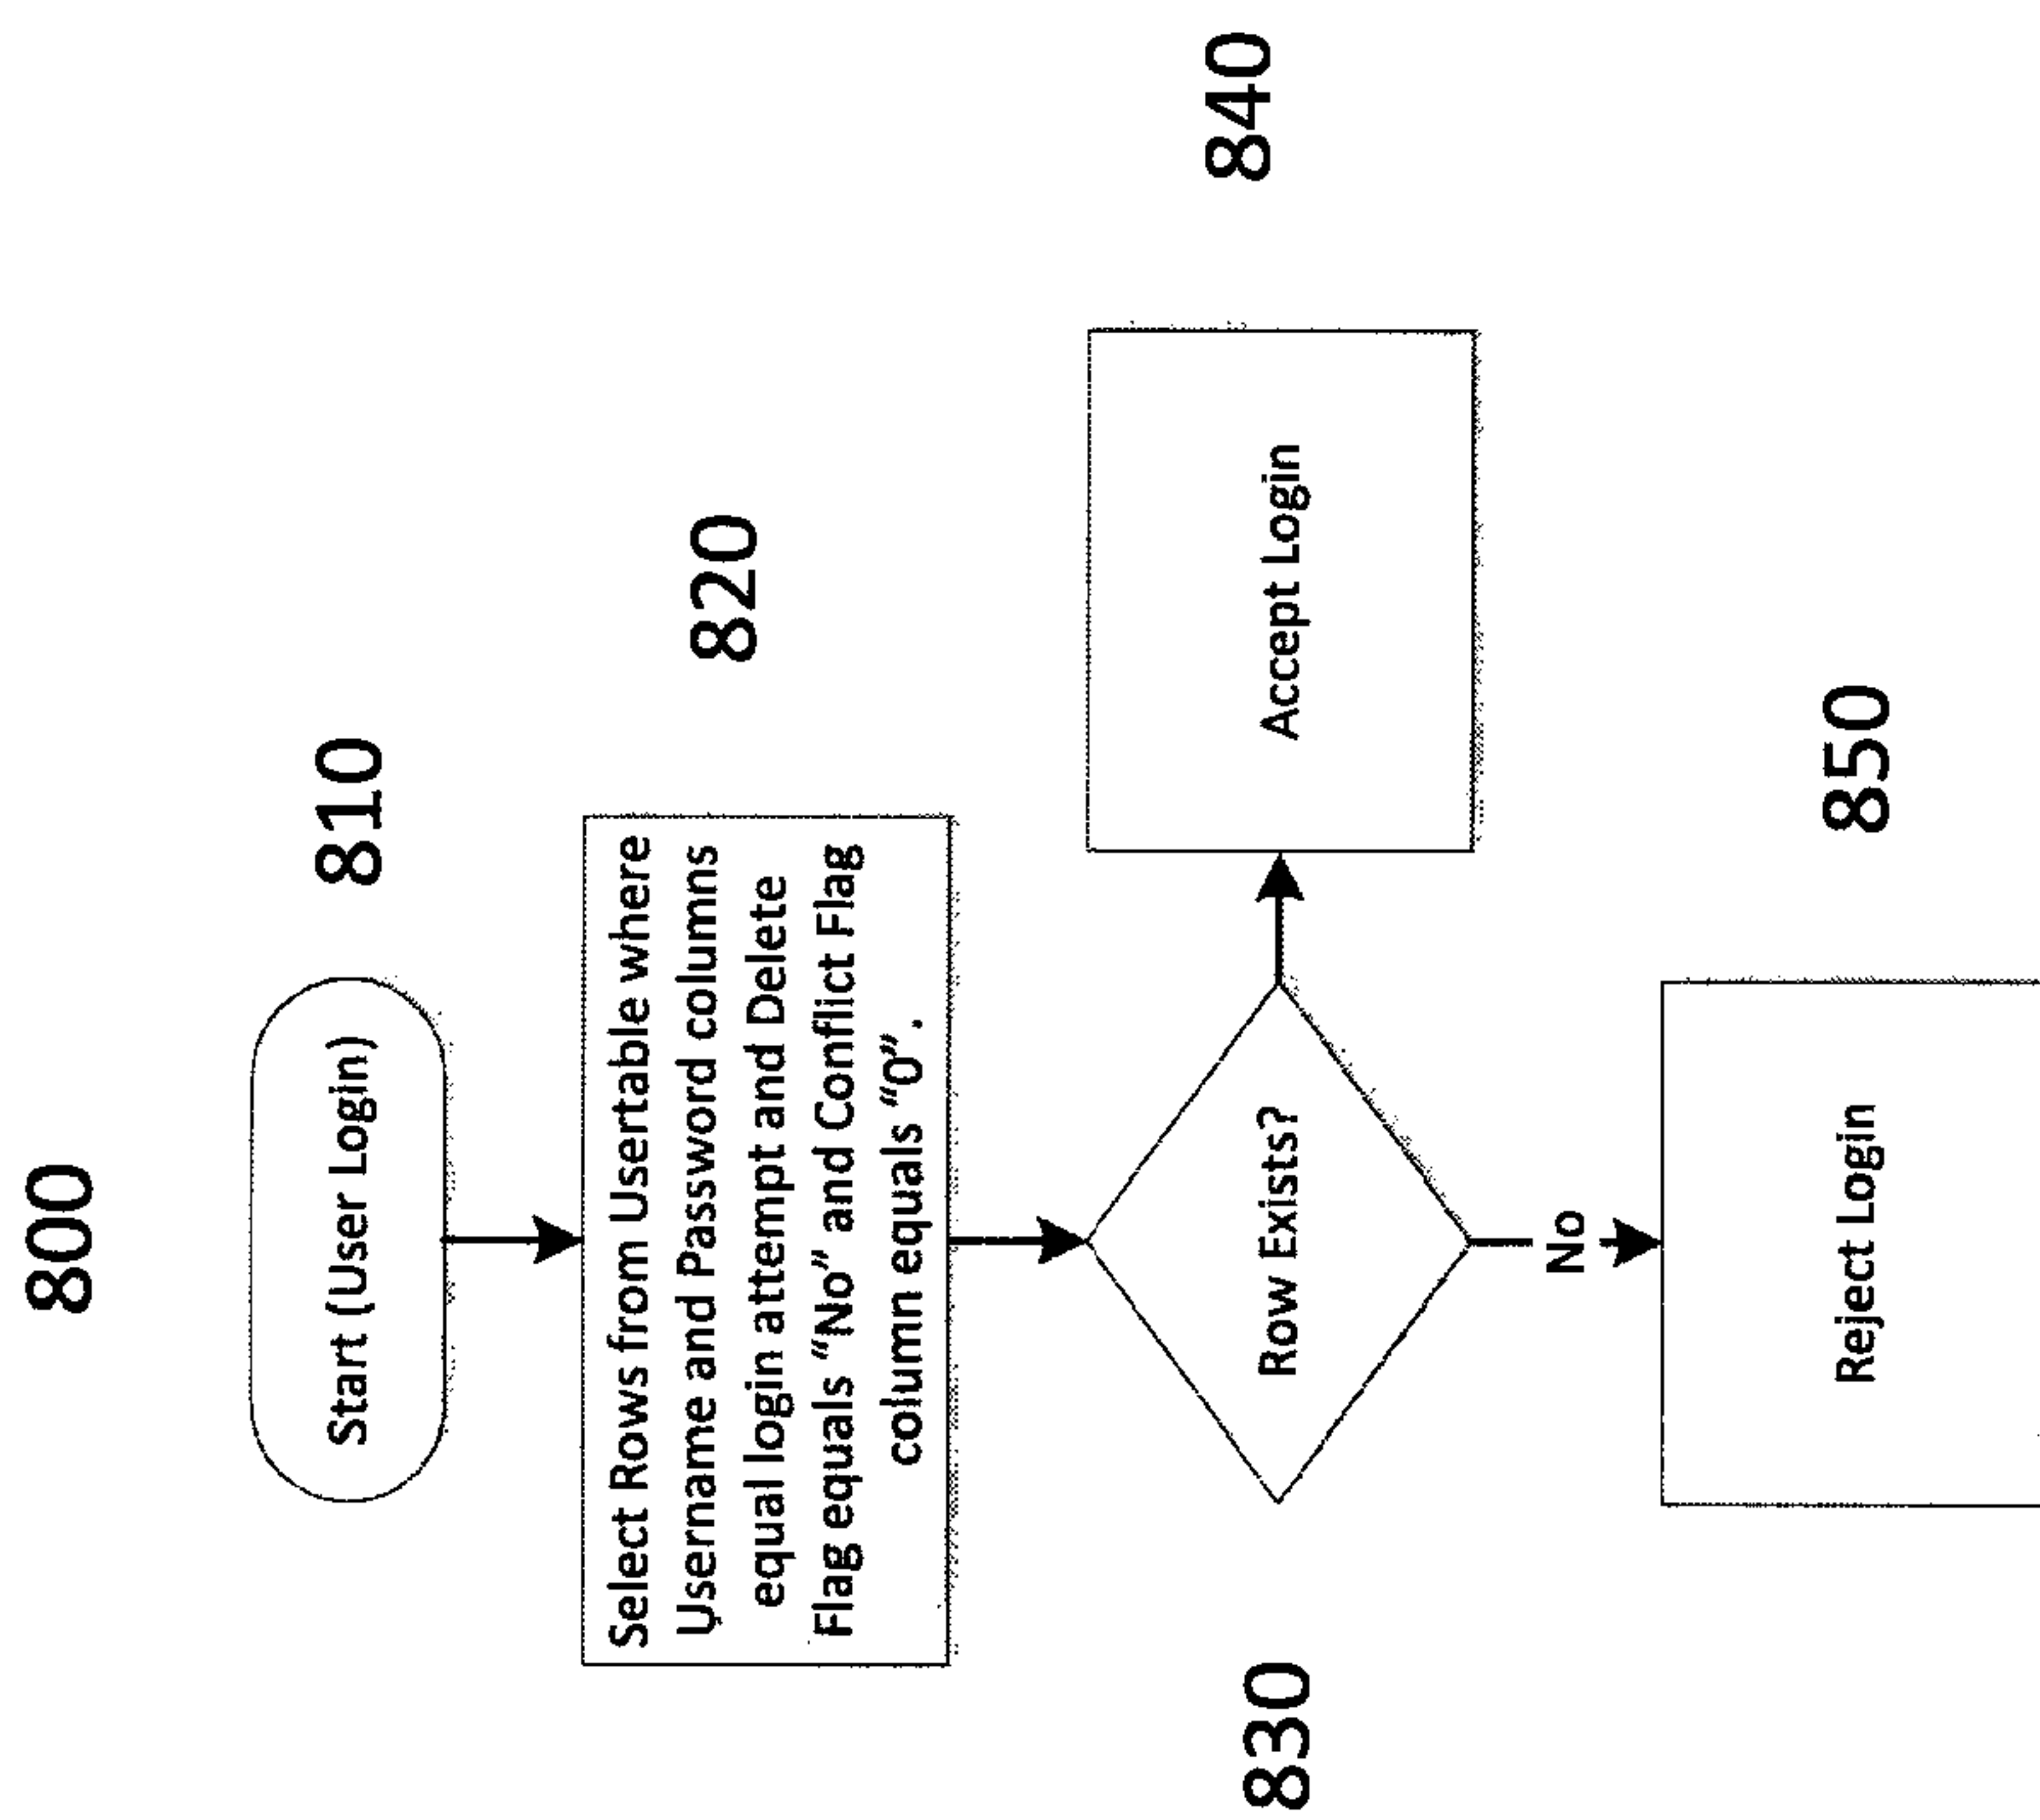 800
Start (User Login)
810
Select Rows from Usertable where
Username and Password columns
equal login attempt and Delete
Flag equals “No” and Conflict Flag
column equals “0”.
820
830
Row Exists?
Accept Login
840
No
Reject Login
850